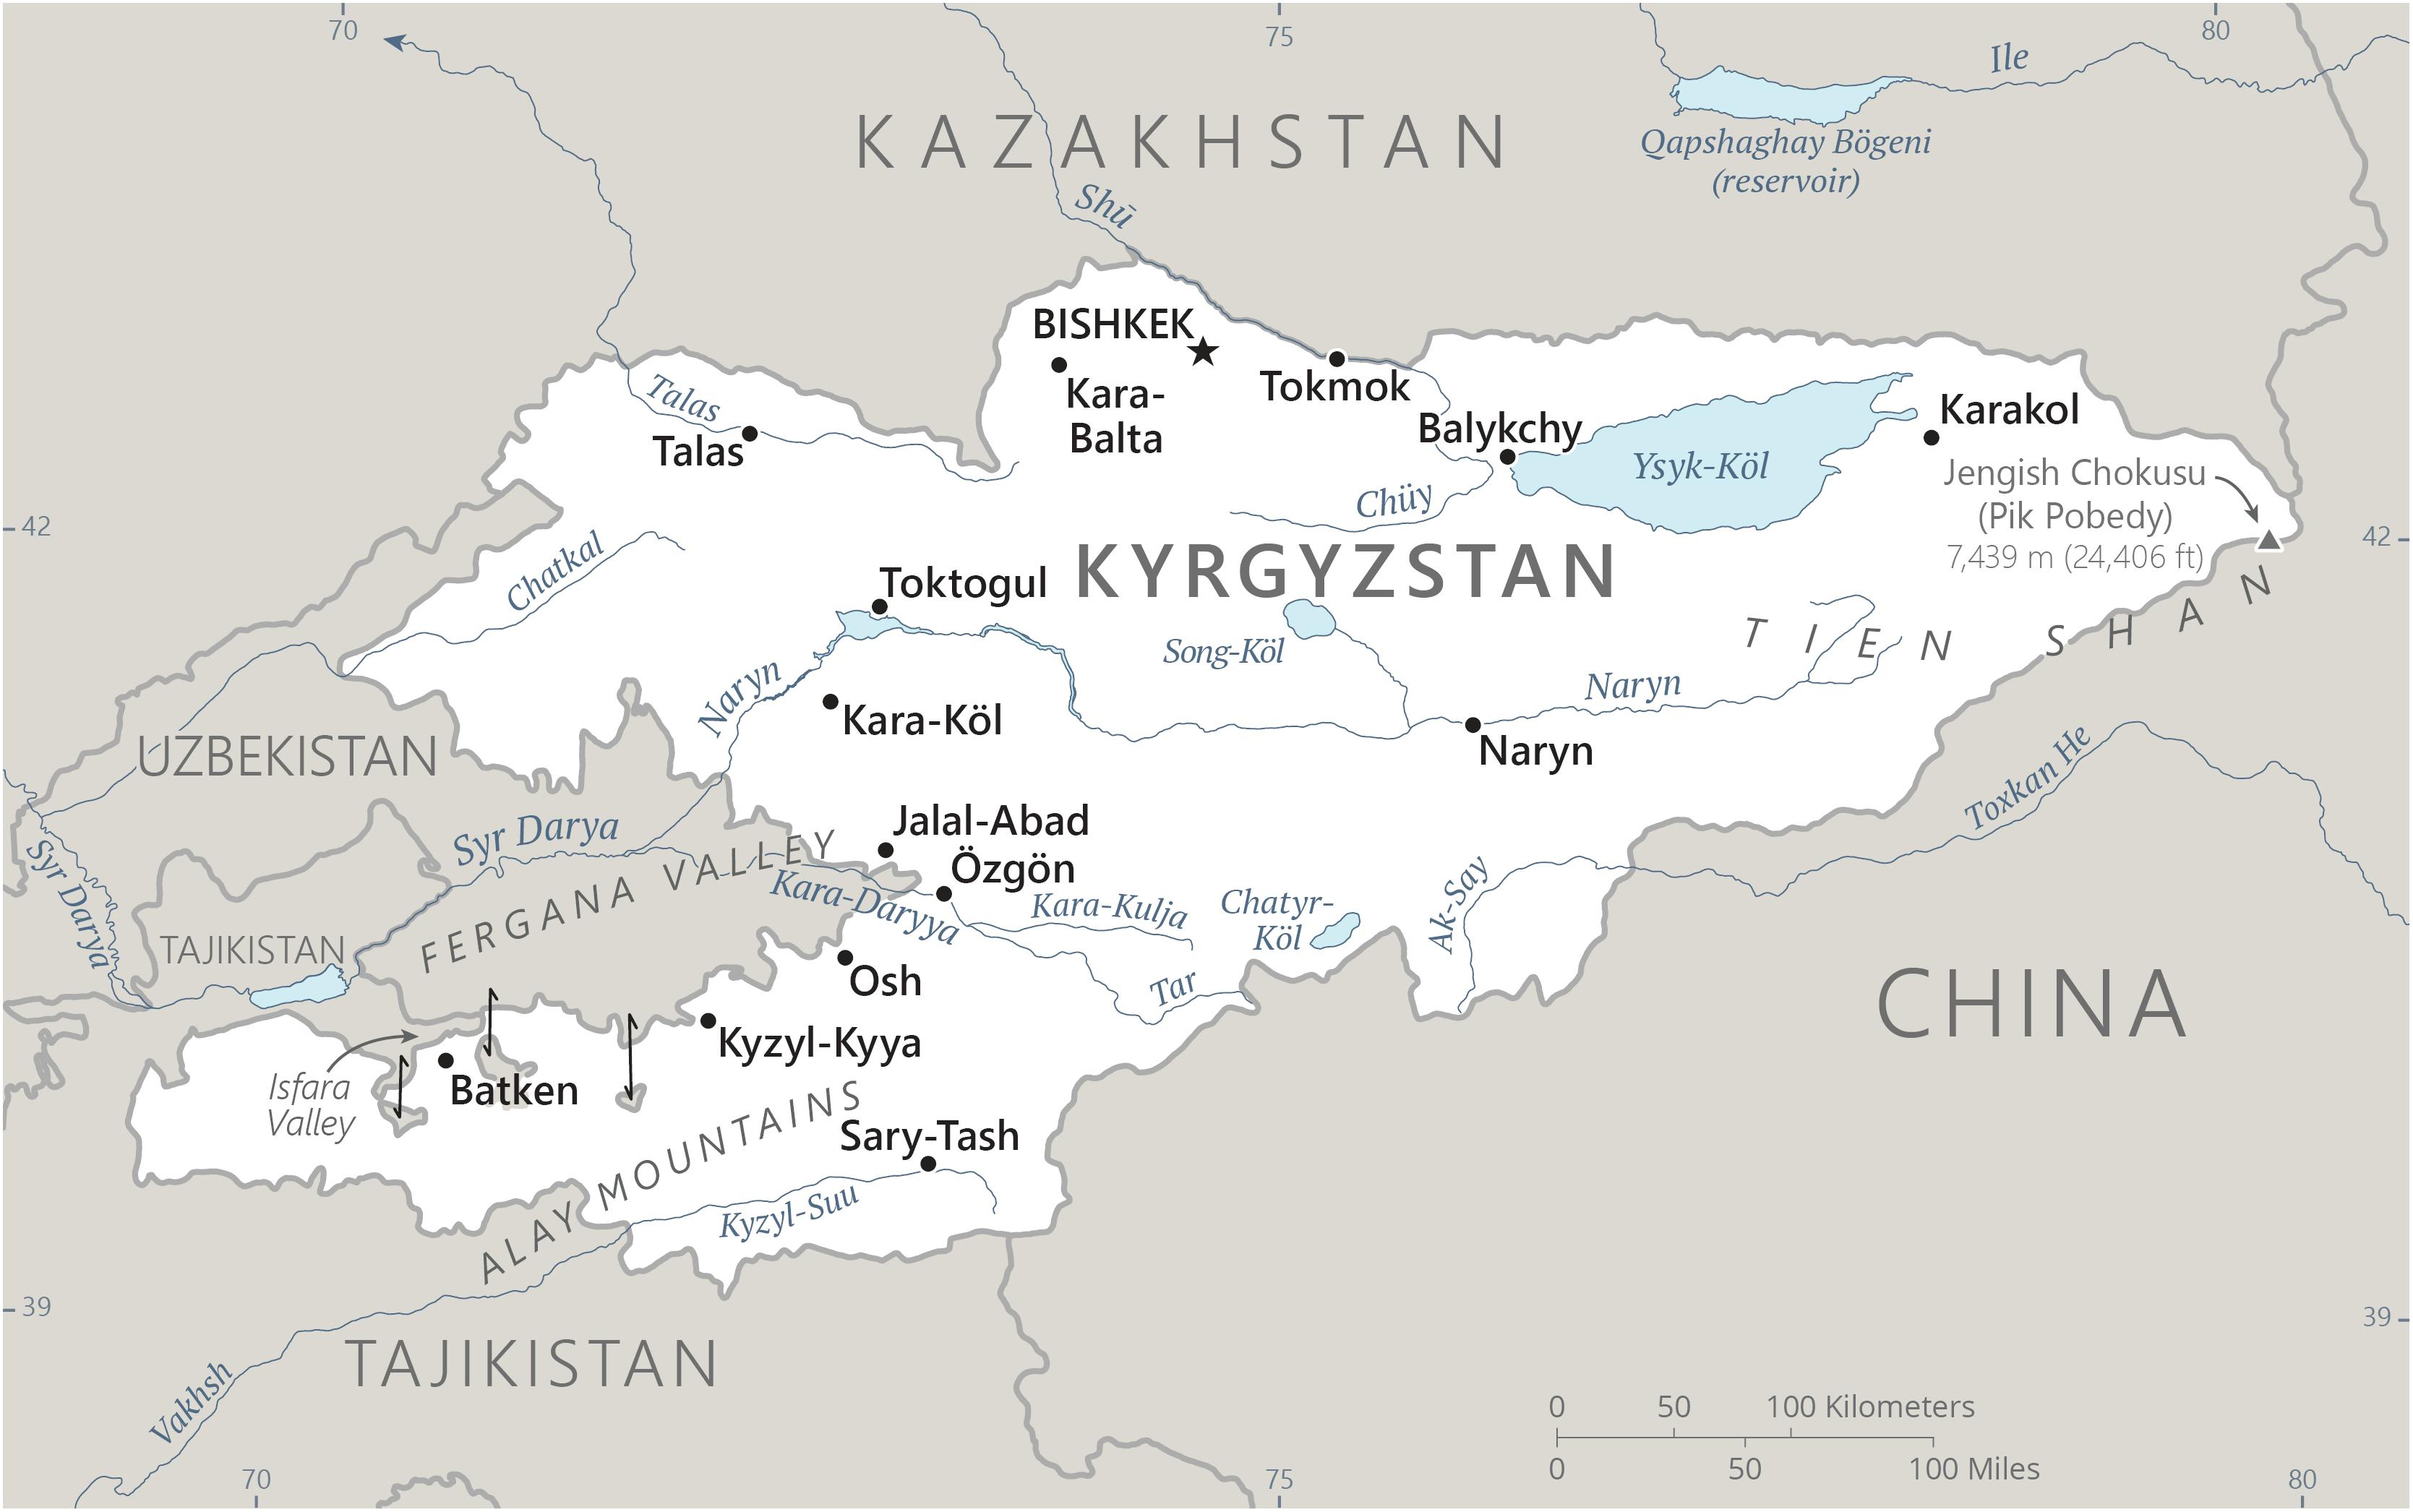 70
75
80
Ile
KAZAKHSTAN
Qapshaghay Bögeni
(reservoir)
Shū
BISHKEK
Kara-
Balta
Tokmok
Talas
Talas
Balykchy
Karakol
Ysyk-Köl
Jengish Chokusu
(Pik Pobedy)
7,439 m (24,406 ft)
Chüy
42
42
Chatkal
KYRGYZSTAN
Toktogul
TIEN SHAN
Song-Köl
Naryn
Naryn
Kara-Köl
Naryn
UZBEKISTAN
Toxkan He
Syr Darya
Syr Darya
FERGANA VALLEY
Jalal-Abad
Özgön
Kara-Daryya
Kara-Kulja
Chatyr-
Köl
Ak-Say
TAJIKISTAN
Osh
Tar
CHINA
Kyzyl-Kyya
Isfara
Valley
Batken
ALAY MOUNTAINS
Sary-Tash
Kyzyl-Suu
39
39
TAJIKISTAN
Vakhsh
0 50 100 Kilometers
0 50 100 Miles
70
75
80